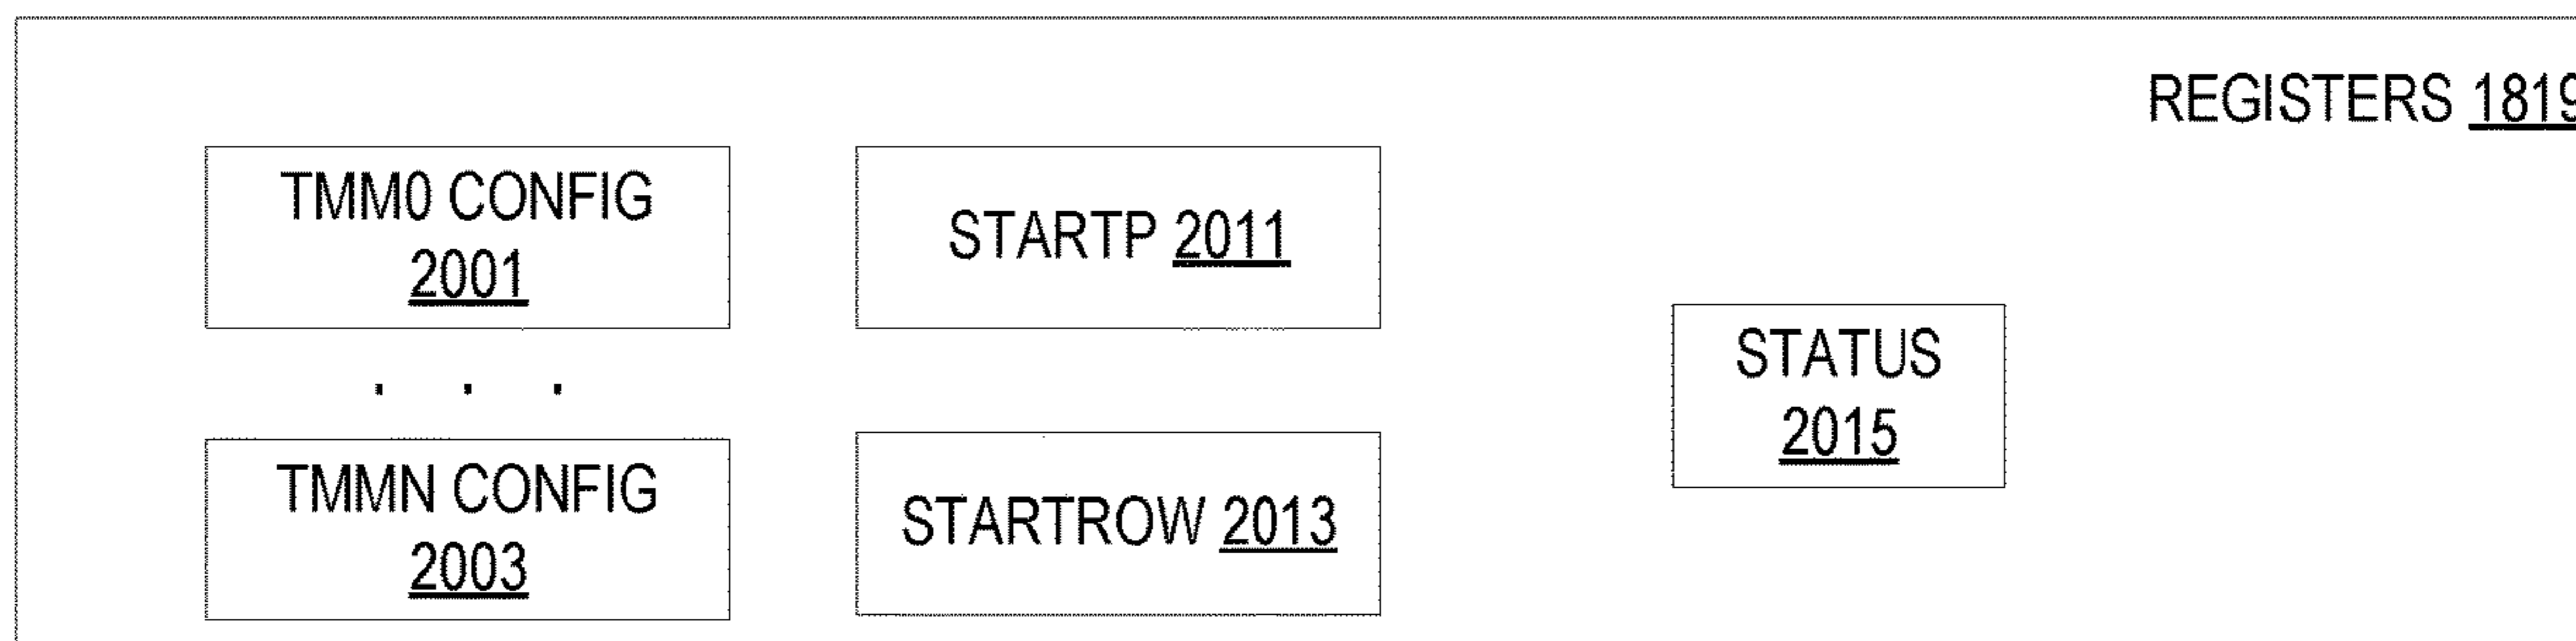 REGISTERS 1819
TMM0 CONFIG
2001
STARTP 2011
. . .
TMMN CONFIG
2003
STARTROW 2013
STATUS
2015